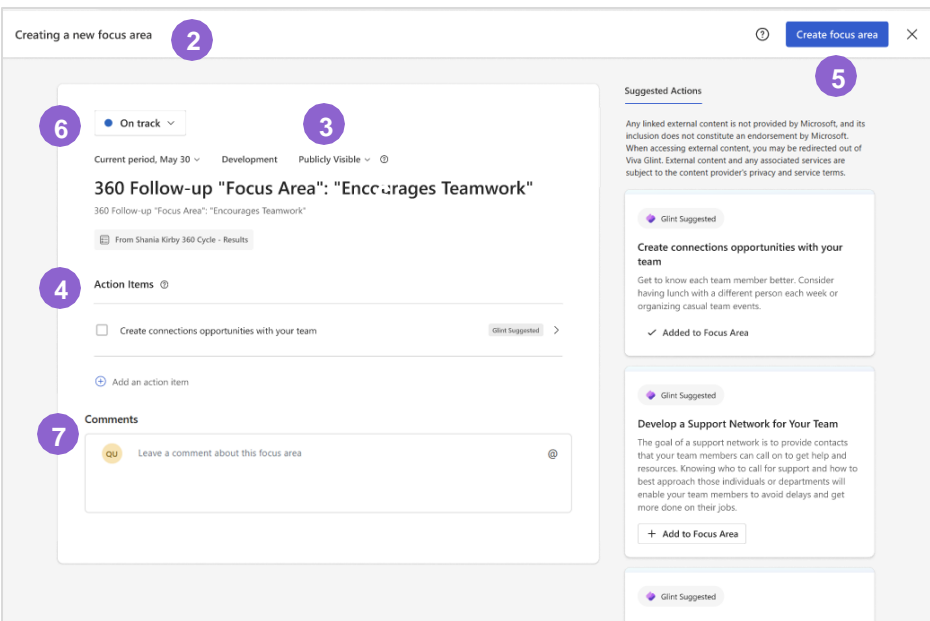 Creating a new focus area
2
Create focus area
5
6
On track
3
Current period, May 30
Development
Publicly Visible
360 Follow-up "Focus Area": "Encourages Teamwork"
360 Follow-up "Focus Area": "Encourages Teamwork"
From Shania Kirby 360 Cycle - Results
4
Action Items
Create connections opportunities with your team
Glint Suggested
Add an action item
7
Comments
QU
Leave a comment about this focus area
@
Suggested Actions
Any linked external content is not provided by Microsoft, and its
inclusion does not constitute an endorsement by Microsoft.
When accessing external content, you may be redirected out of
Viva Glint. External content and any associated services are
subject to the content provider's privacy and service terms.
Glint Suggested
Create connections opportunities with your
team
Get to know each team member better. Consider
having lunch with a different person each week or
organizing casual team events.
Added to Focus Area
Glint Suggested
Develop a Support Network for Your Team
The goal of a support network is to provide contacts
that your team members can call on to get help and
resources. Knowing who to call for support and how to
best approach those individuals or departments will
enable your team members to avoid delays and get
more done on their jobs.
+ Add to Focus Area
Glint Suggested